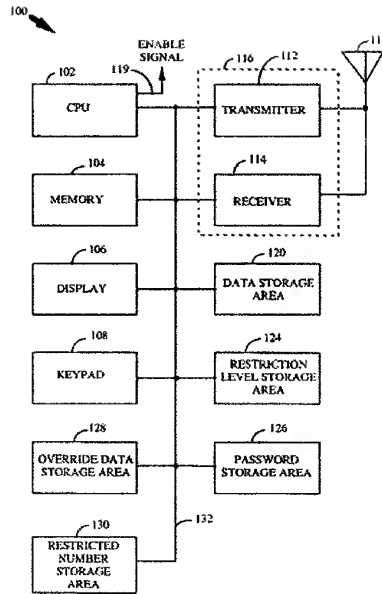 100
ENABLE
SIGNAL
119
102
CPU
116
112
TRANSMITTER
11
104
MEMORY
114
RECEIVER
106
DISPLAY
120
DATA STORAGE
AREA
108
KEYPAD
124
RESTRICTION
LEVEL STORAGE
AREA
128
OVERRIDE DATA
STORAGE AREA
126
PASSWORD
STORAGE AREA
130
RESTRICTED
NUMBER
STORAGE
AREA
132